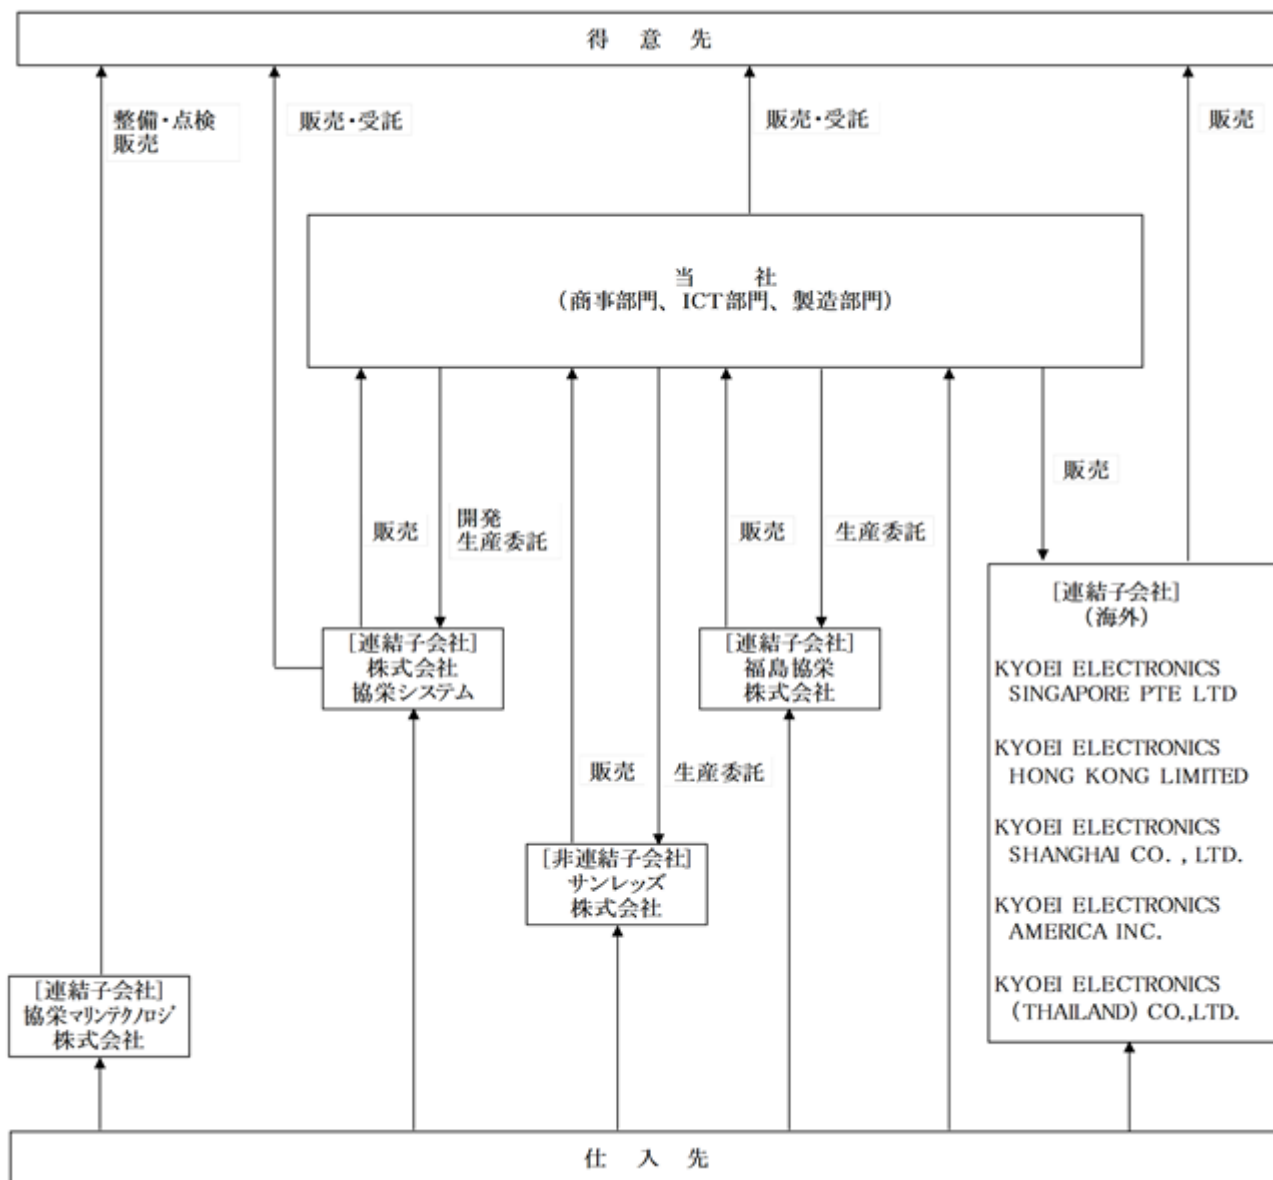 得 意 先
整備・点検
販売
販売・受託
販売・受託
販売
当 社
（商事部門、ICT部門、製造部門）
販売
開発
生産委託
販売
生産委託
販売
[連結子会社]
株式会社
協栄システム
[連結子会社]
福島協栄
株式会社
[連結子会社]
（海外）
KYOEI ELECTRONICS
SINGAPORE PTE LTD
KYOEI ELECTRONICS
HONG KONG LIMITED
KYOEI ELECTRONICS
SHANGHAI CO. , LTD.
KYOEI ELECTRONICS
AMERICA INC.
KYOEI ELECTRONICS
(THAILAND) CO.,LTD.
販売
生産委託
[非連結子会社]
サンレッズ
株式会社
[連結子会社]
協栄マリンテクノロジ
株式会社
仕 入 先